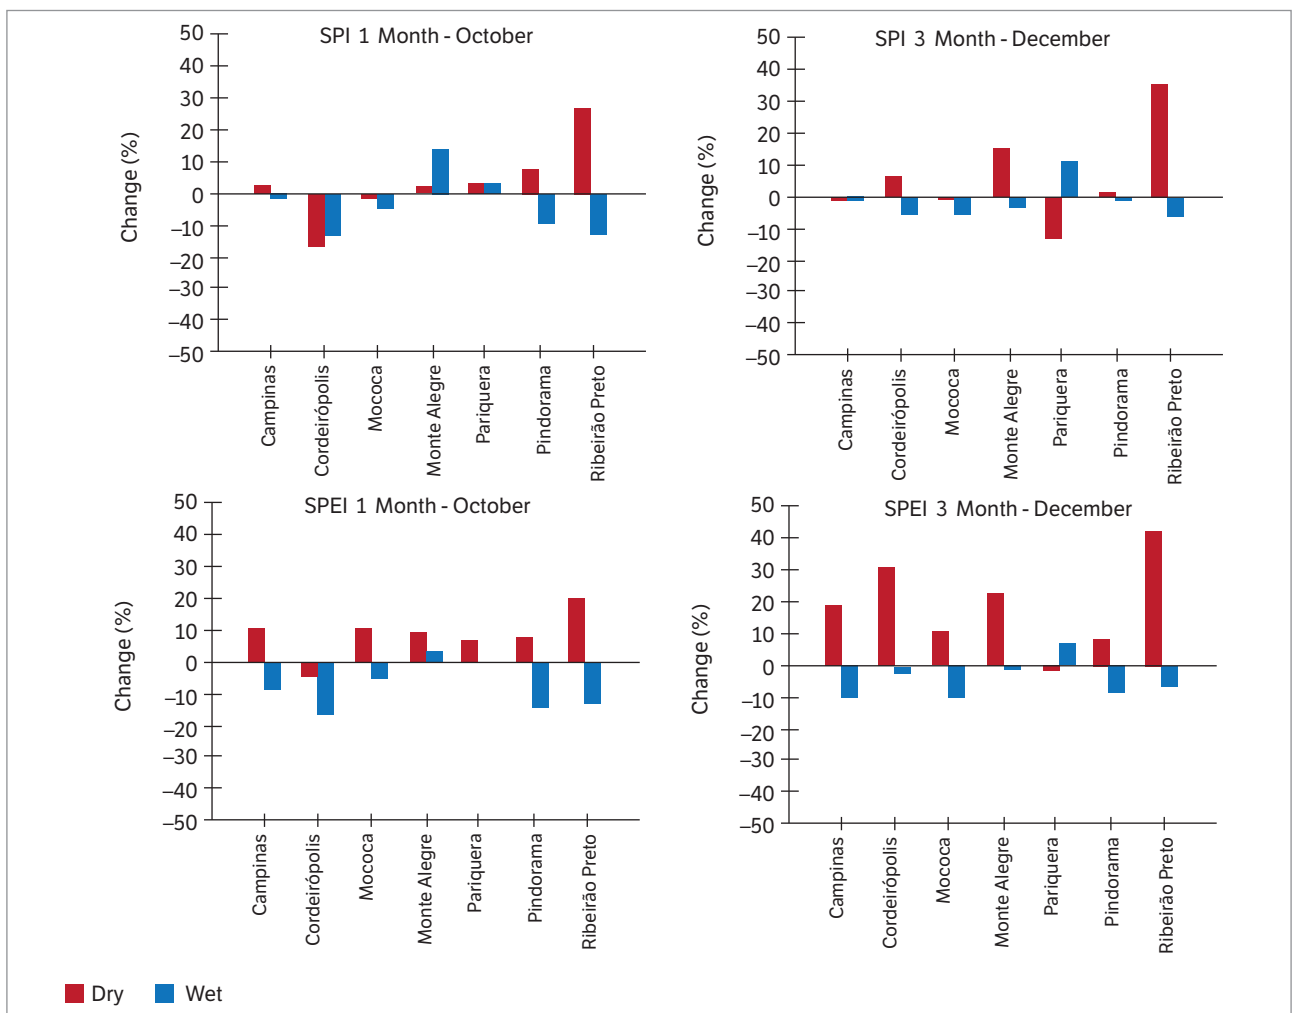 SPI 1 Month - October
50
40
30
20
10
0
–10
–20
–30
–40
–50
Change (%)
Campinas
Cordeirópolis
Mococa
Monte Alegre
Pariquera
Pindorama
Ribeirão Preto
SPI 3 Month - December
50
40
30
20
10
0
–10
–20
–30
–40
–50
Change (%)
Campinas
Cordeirópolis
Mococa
Monte Alegre
Pariquera
Pindorama
Ribeirão Preto
SPEI 1 Month - October
50
40
30
20
10
0
–10
–20
–30
–40
–50
Change (%)
Campinas
Cordeirópolis
Mococa
Monte Alegre
Pariquera
Pindorama
Ribeirão Preto
SPEI 3 Month - December
50
40
30
20
10
0
–10
–20
–30
–40
–50
Change (%)
Campinas
Cordeirópolis
Mococa
Monte Alegre
Pariquera
Pindorama
Ribeirão Preto
Dry Wet